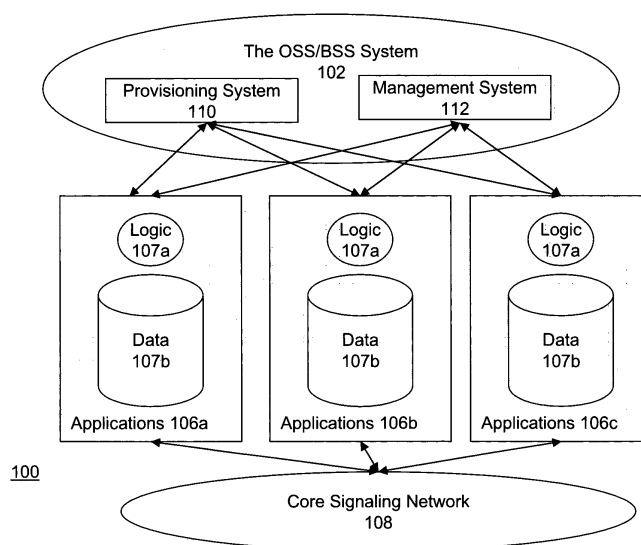 The OSS/BSS System
102
Provisioning System
110
Management System
112
Logic
107a
Logic
107a
Logic
107a
Data
107b
Data
107b
Data
107b
Applications 106a
Applications 106b
Applications 106c
100
Core Signaling Network
108